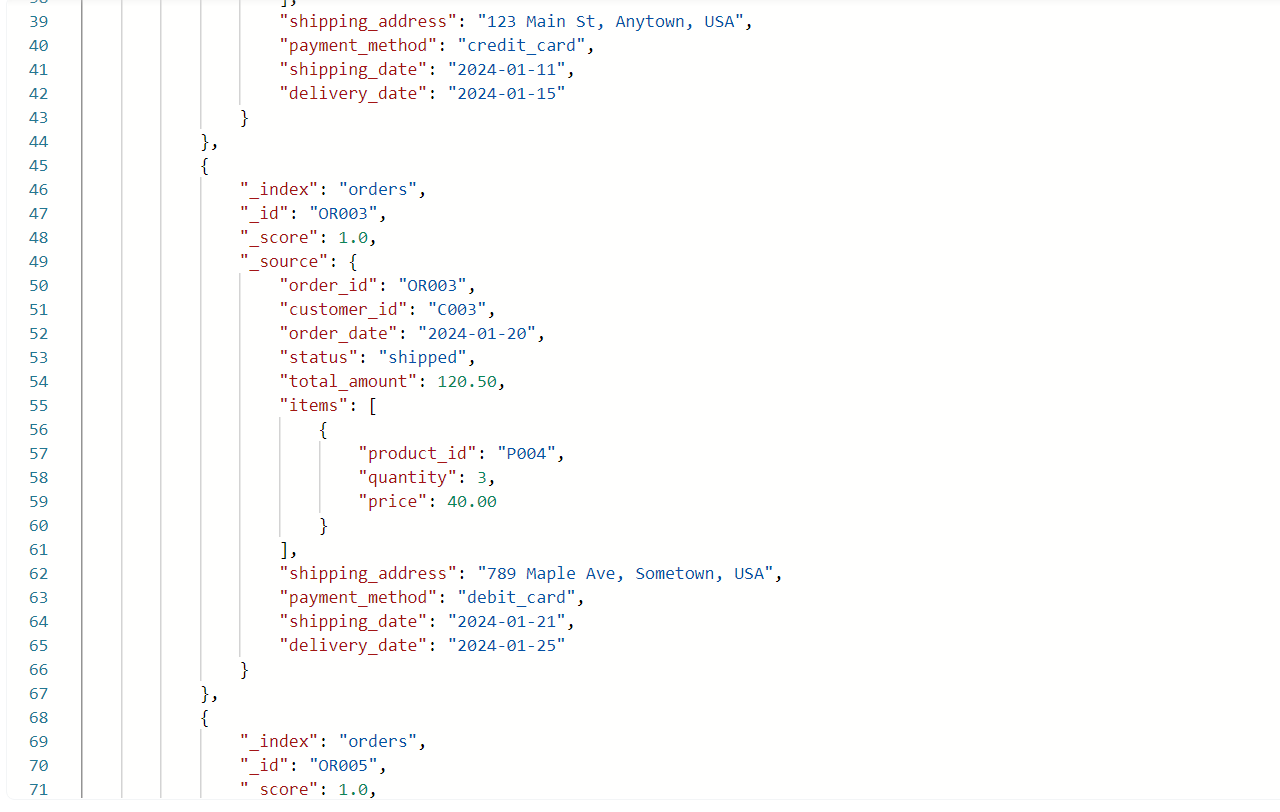 38 ],
39 "shipping_address": "123 Main St, Anytown, USA",
40 "payment_method": "credit_card",
41 "shipping_date": "2024-01-11",
42 "delivery_date": "2024-01-15"
43 }
44 },
45 {
46 "_index": "orders",
47 "_id": "OR003",
48 "_score": 1.0,
49 "_source": {
50 "order_id": "OR003",
51 "customer_id": "C003",
52 "order_date": "2024-01-20",
53 "status": "shipped",
54 "total_amount": 120.50,
55 "items": [
56 {
57 "product_id": "P004",
58 "quantity": 3,
59 "price": 40.00
60 }
61 ],
62 "shipping_address": "789 Maple Ave, Sometown, USA",
63 "payment_method": "debit_card",
64 "shipping_date": "2024-01-21",
65 "delivery_date": "2024-01-25"
66 }
67 },
68 {
69 "_index": "orders",
70 "_id": "OR005",
71 "_score": 1.0,